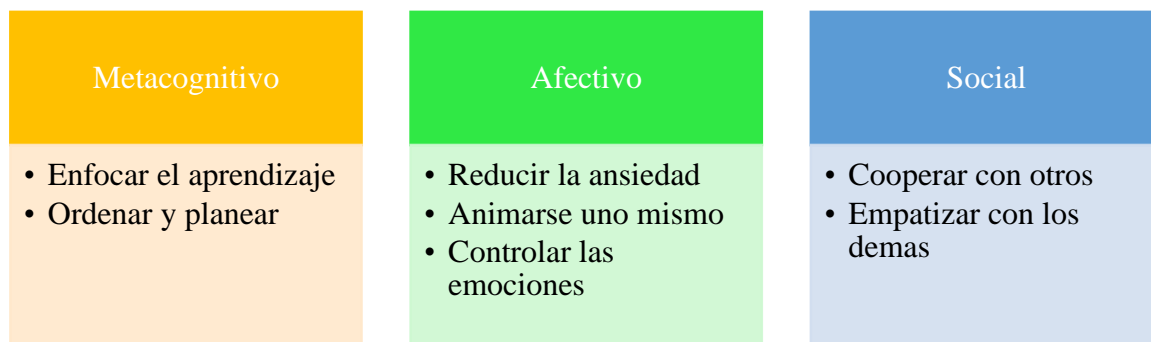 Metacognitivo
• Enfocar el aprendizaje
• Ordenar y planear
Afectivo
• Reducir la ansiedad
• Animarse uno mismo
• Controlar las
emociones
Social
• Cooperar con otros
• Empatizar con los
demas